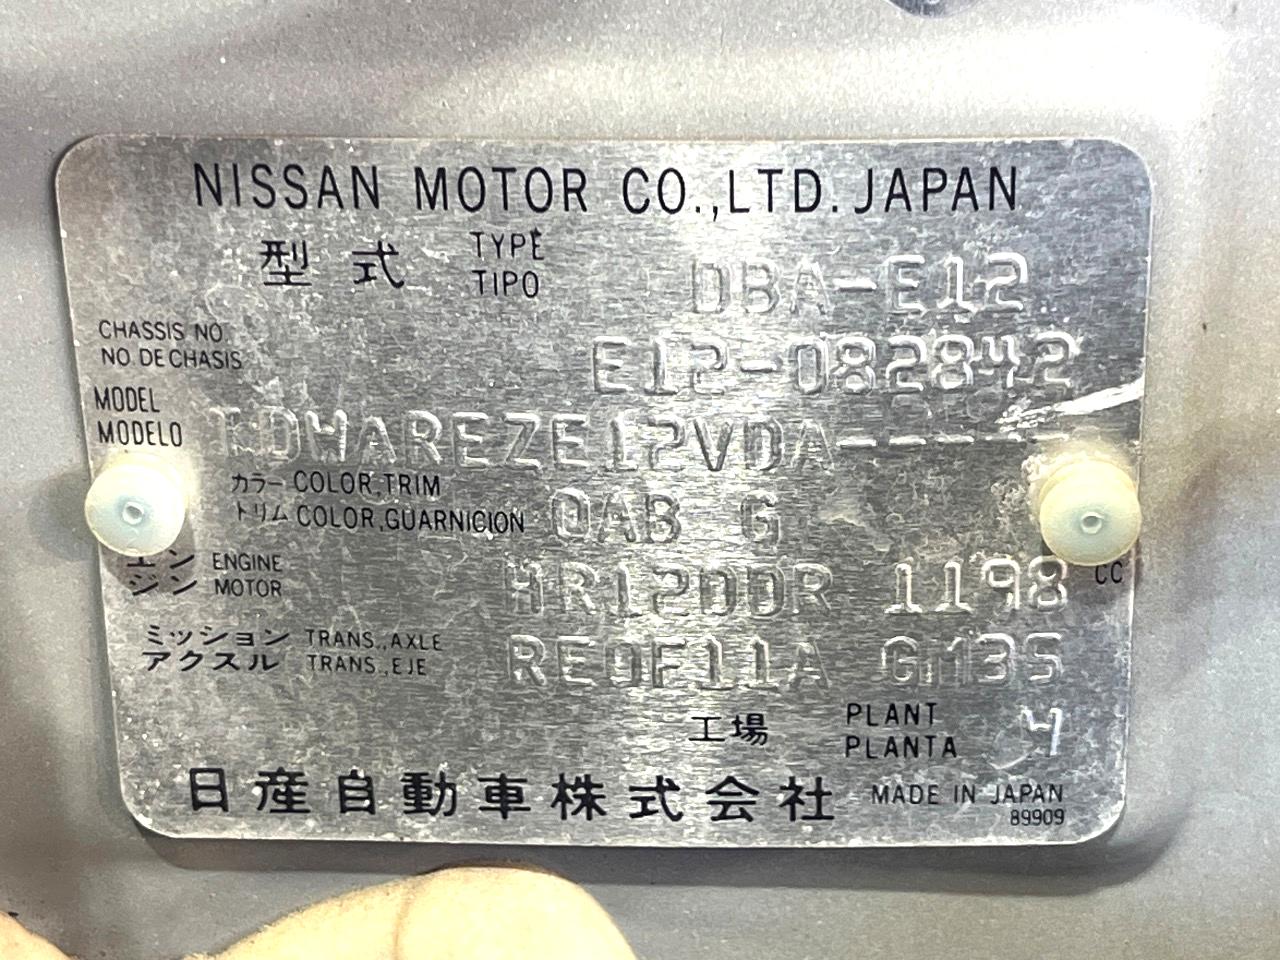 NISSAN MOTOR CO.,LTD. JAPAN
型式 TYPE TIPO DBA-E12
CHASSIS NO.
NO. DE CHASIS E12-082842
MODEL
MODELO TDWAREZE12VDA-----
カラー COLOR,TRIM
トリム COLOR,GUARNICION QAB G
エン ENGINE
ジン MOTOR HR12DDR 1198 CC
ミッション TRANS.,AXLE
アクスル TRANS.,EJE RE0F11A GM35
工場 PLANT PLANTA 4
日産自動車株式会社 MADE IN JAPAN
89909